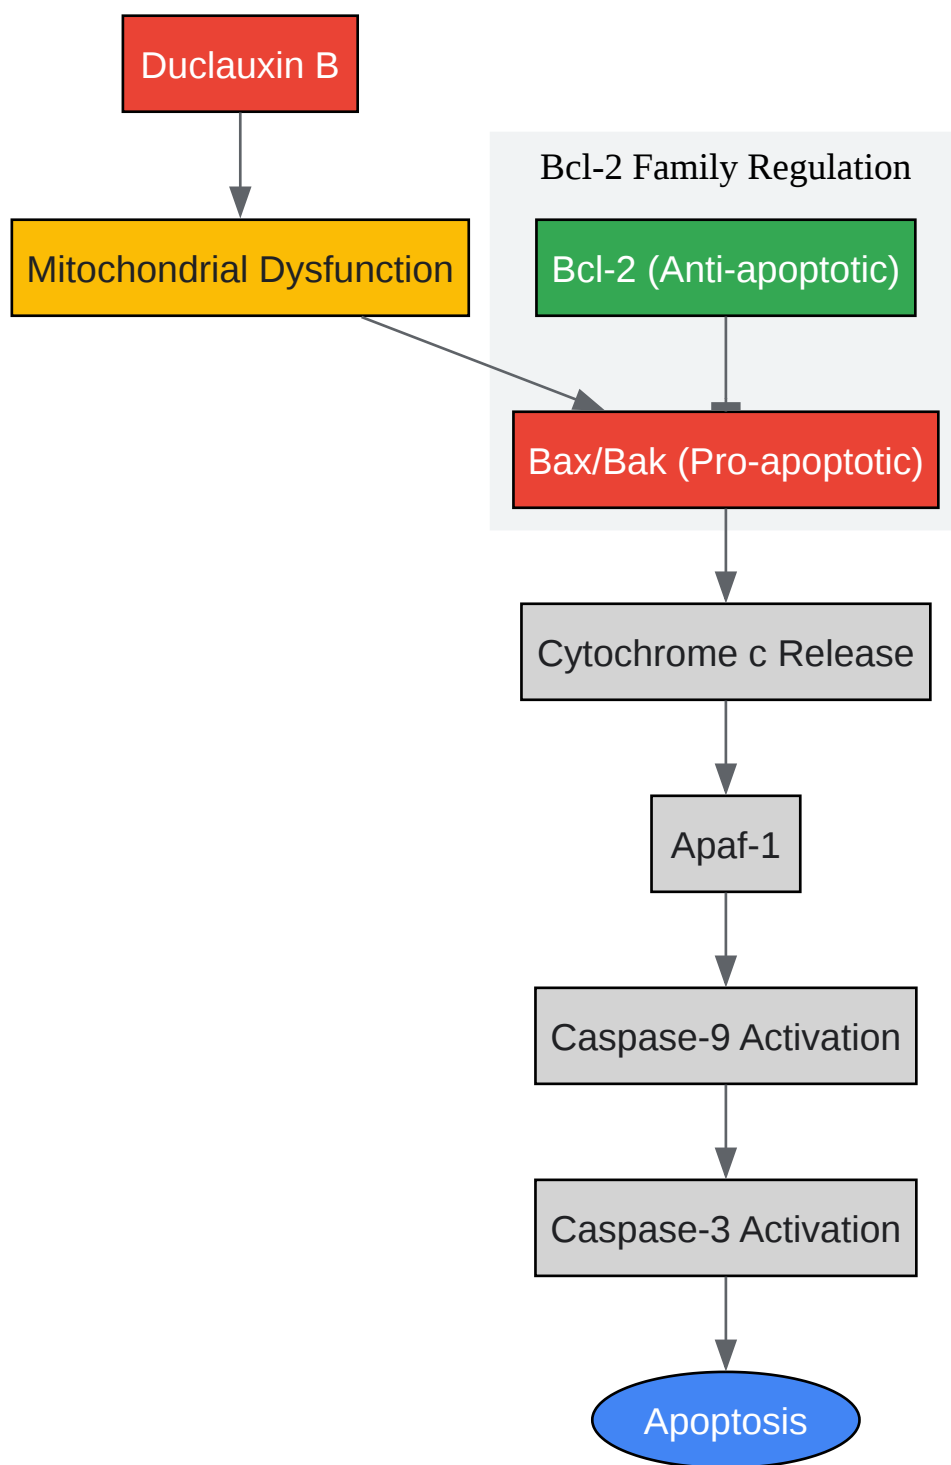 Duclauxin B
Bcl-2 Family Regulation
Mitochondrial Dysfunction
Bcl-2 (Anti-apoptotic)
Bax/Bak (Pro-apoptotic)
Cytochrome c Release
Apaf-1
Caspase-9 Activation
Caspase-3 Activation
Apoptosis